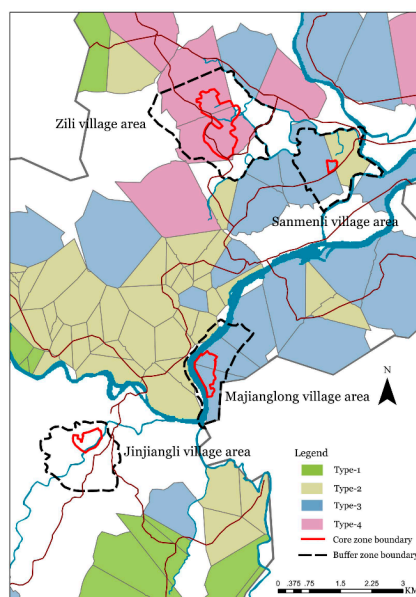 Zili village area
Sanmenli village area
N
Majianglong village area
Jinjiangli village area
Legend
Type-1
Type-2
Type-3
Type-4
Core zone boundary
Buffer zone boundary
0 .375 .75 1.5 2.25 3
KM